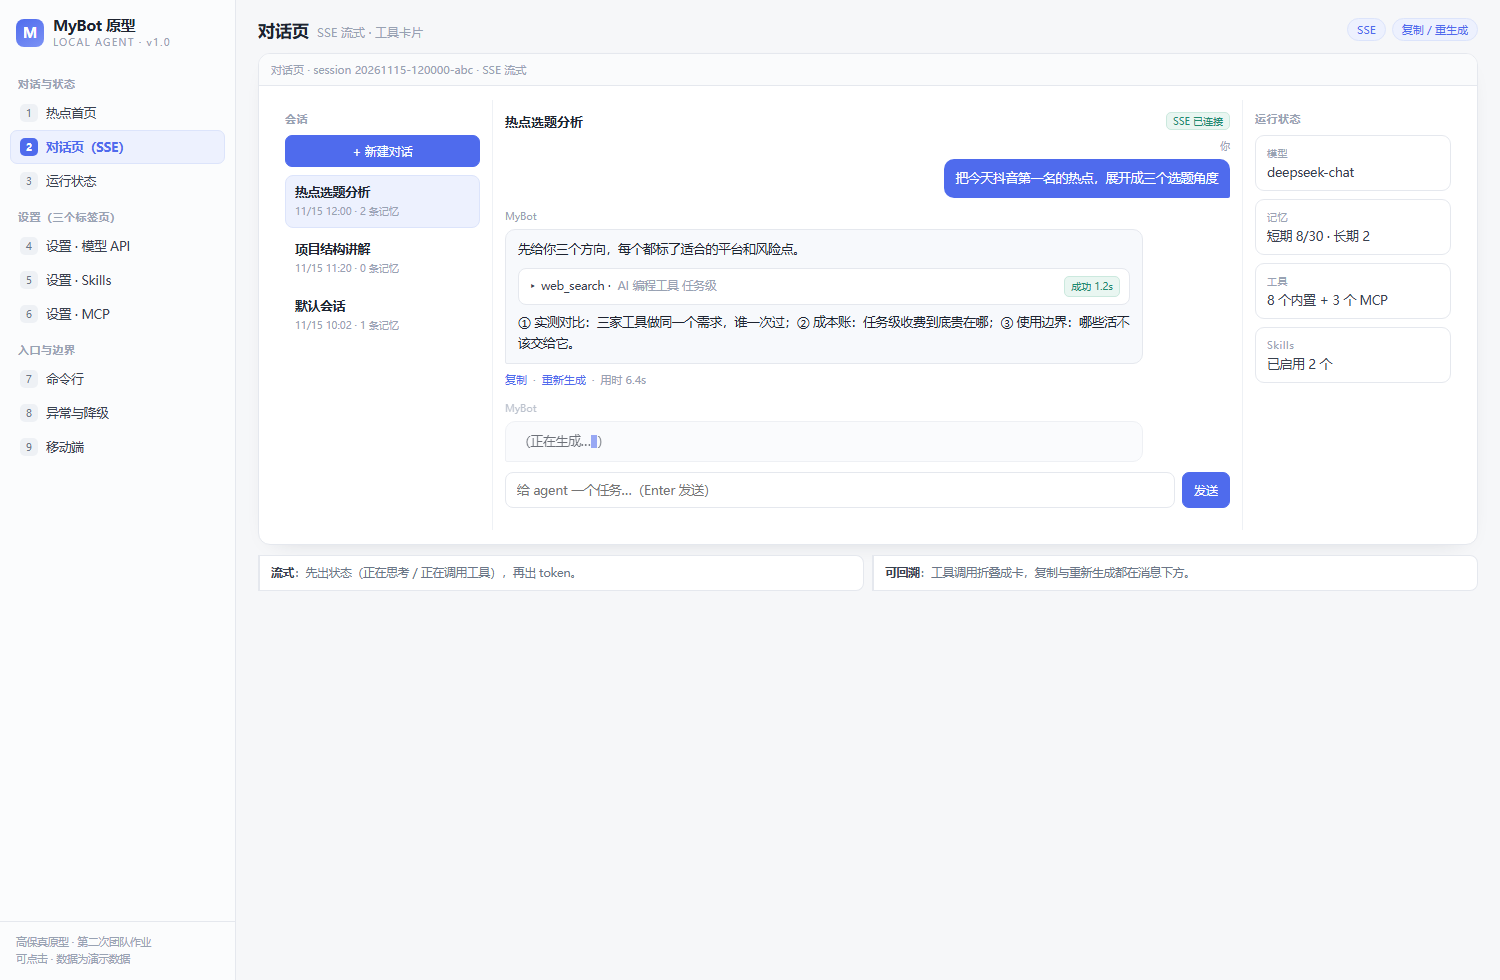 M
MyBot 原型
LOCAL AGENT · v1.0
对话与状态
1 热点首页
2 对话页（SSE）
3 运行状态
设置（三个标签页）
4 设置 · 模型 API
5 设置 · Skills
6 设置 · MCP
入口与边界
7 命令行
8 异常与降级
9 移动端
高保真原型 · 第二次团队作业
可点击 · 数据为演示数据
对话页 SSE 流式 · 工具卡片
SSE 复制 / 重生成
对话页 · session 20261115-120000-abc · SSE 流式
会话
+ 新建对话
热点选题分析
11/15 12:00 · 2 条记忆
项目结构讲解
11/15 11:20 · 0 条记忆
默认会话
11/15 10:02 · 1 条记忆
热点选题分析
SSE 已连接
你
把今天抖音第一名的热点，展开成三个选题角度
MyBot
先给你三个方向，每个都标了适合的平台和风险点。
‣ web_search · AI 编程工具 任务级 成功 1.2s
① 实测对比：三家工具做同一个需求，谁一次过；② 成本账：任务级收费到底贵在哪；③ 使用边界：哪些活不
该交给它。
复制 · 重新生成 · 用时 6.4s
MyBot
（正在生成…）
给 agent 一个任务…（Enter 发送）
发送
运行状态
模型
deepseek-chat
记忆
短期 8/30 · 长期 2
工具
8 个内置 + 3 个 MCP
Skills
已启用 2 个
流式：先出状态（正在思考 / 正在调用工具），再出 token。
可回溯：工具调用折叠成卡，复制与重新生成都在消息下方。